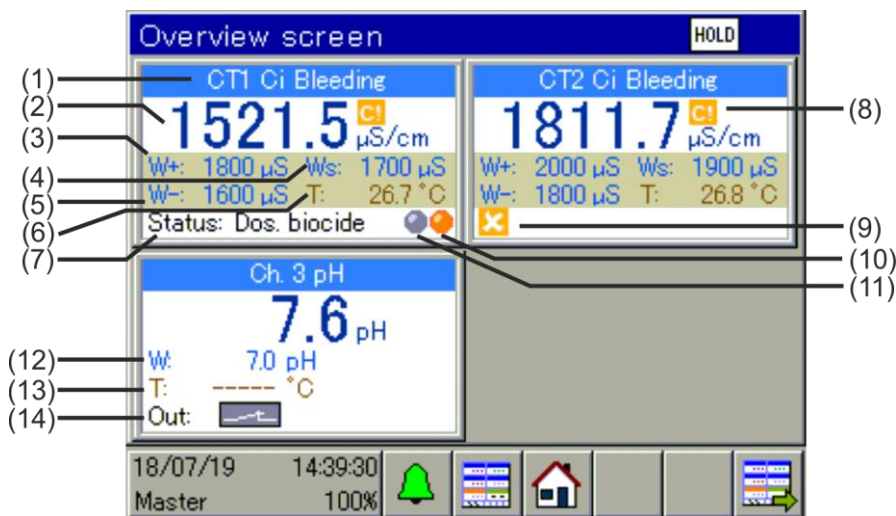 Overview screen HOLD
(1) CT1 Ci Bleeding
(2) 1521.5 C! µS/cm
(3) W+: 1800 µS
(4) Ws: 1700 µS
(5) W-: 1600 µS
(6) T: 26.7 °C
(7) Status: Dos. biocide
CT2 Ci Bleeding
1811.7 C! µS/cm (8)
W+: 2000 µS Ws: 1900 µS
W-: 1800 µS T: 26.8 °C
(9)
(10)
(11)
Ch. 3 pH
7.6 pH
(12) W: 7.0 pH
(13) T: ----- °C
(14) Out:
18/07/19 14:39:30
Master 100%